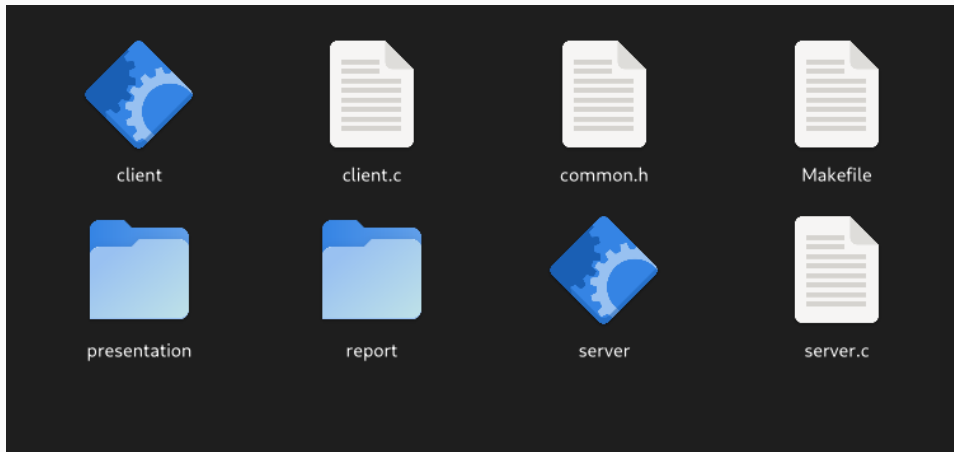 client client.c common.h Makefile
presentation report server server.c